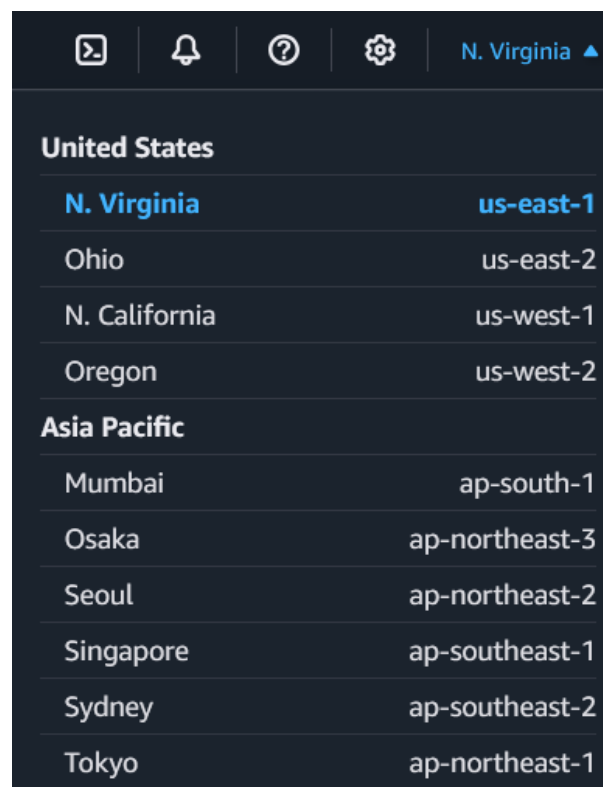 N. Virginia
United States
N. Virginia us-east-1
Ohio us-east-2
N. California us-west-1
Oregon us-west-2
Asia Pacific
Mumbai ap-south-1
Osaka ap-northeast-3
Seoul ap-northeast-2
Singapore ap-southeast-1
Sydney ap-southeast-2
Tokyo ap-northeast-1